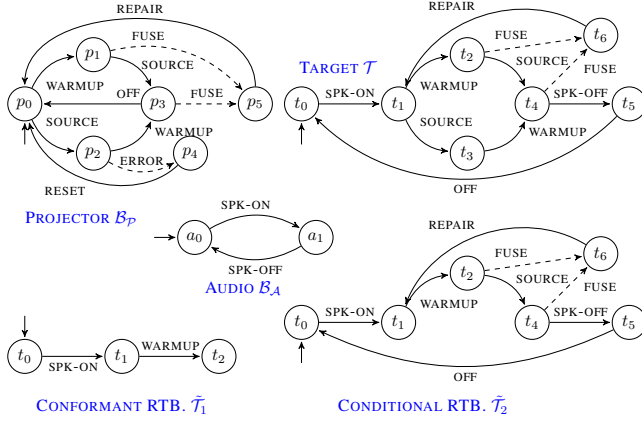 REPAIR
p1
FUSE
SOURCE
WARMUP
OFF
p0
p3
FUSE
p5
SOURCE
WARMUP
p2
ERROR
p4
RESET
PROJECTOR B_P
SPK-ON
a0
a1
SPK-OFF
AUDIO B_A
t0
SPK-ON
t1
WARMUP
t2
CONFORMANT RTB. T̃1
REPAIR
t6
t2
FUSE
TARGET T
SOURCE
WARMUP
FUSE
t0
SPK-ON
t1
t4
SPK-OFF
t5
SOURCE
WARMUP
t3
OFF
REPAIR
t6
t2
FUSE
SOURCE
WARMUP
FUSE
t0
SPK-ON
t1
t4
SPK-OFF
t5
OFF
CONDITIONAL RTB. T̃2